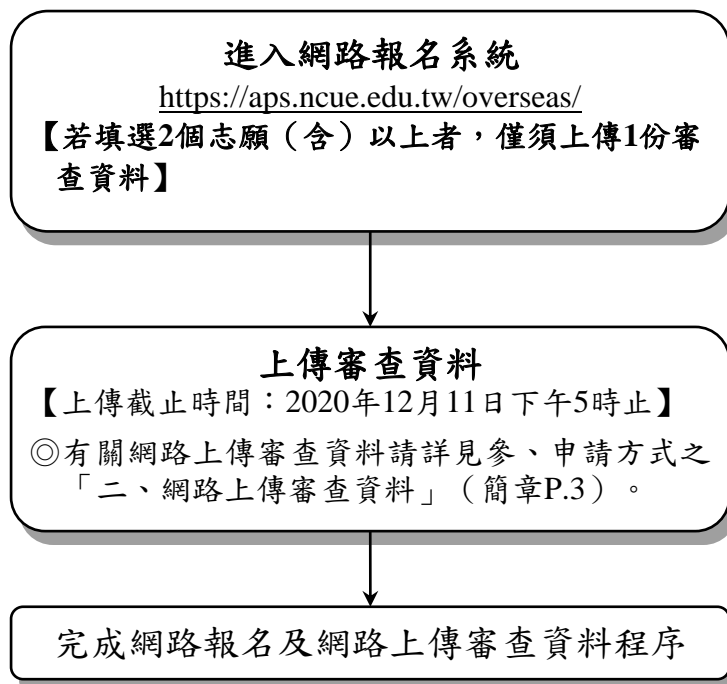 進入網路報名系統
https://aps.ncue.edu.tw/overseas/
【若填選2個志願（含）以上者，僅須上傳1份審
查資料】
上傳審查資料
【上傳截止時間：2020年12月11日下午5時止】
◎有關網路上傳審查資料請詳見參、申請方式之
「二、網路上傳審查資料」（簡章P.3）。
完成網路報名及網路上傳審查資料程序